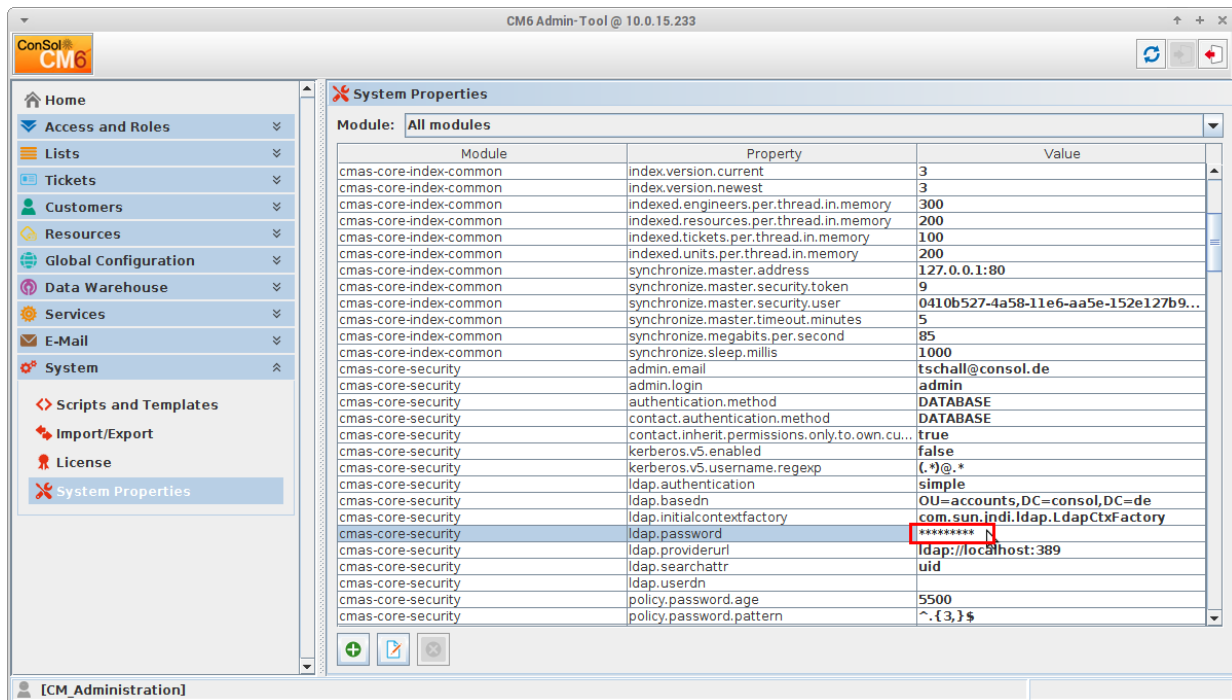 CM6 Admin-Tool @ 10.0.15.233
ConSol CM6
Home
Access and Roles
Lists
Tickets
Customers
Resources
Global Configuration
Data Warehouse
Services
E-Mail
System
Scripts and Templates
Import/Export
License
System Properties
System Properties
Module: All modules
Module Property Value
cmas-core-index-common index.version.current 3
cmas-core-index-common index.version.newest 3
cmas-core-index-common indexed.engineers.per.thread.in.memory 300
cmas-core-index-common indexed.resources.per.thread.in.memory 200
cmas-core-index-common indexed.tickets.per.thread.in.memory 100
cmas-core-index-common indexed.units.per.thread.in.memory 200
cmas-core-index-common synchronize.master.address 127.0.0.1:80
cmas-core-index-common synchronize.master.security.token 9
cmas-core-index-common synchronize.master.security.user 0410b527-4a58-11e6-aa5e-152e127b9...
cmas-core-index-common synchronize.master.timeout.minutes 5
cmas-core-index-common synchronize.megabits.per.second 85
cmas-core-index-common synchronize.sleep.millis 1000
cmas-core-security admin.email tschall@consol.de
cmas-core-security admin.login admin
cmas-core-security authentication.method DATABASE
cmas-core-security contact.authentication.method DATABASE
cmas-core-security contact.inherit.permissions.only.to.own.cu... true
cmas-core-security kerberos.v5.enabled false
cmas-core-security kerberos.v5.username.regexp (.*)@.*
cmas-core-security ldap.authentication simple
cmas-core-security ldap.basedn OU=accounts,DC=consol,DC=de
cmas-core-security ldap.initialcontextfactory com.sun.jndi.ldap.LdapCtxFactory
cmas-core-security ldap.password *********
cmas-core-security ldap.providerurl ldap://localhost:389
cmas-core-security ldap.searchattr uid
cmas-core-security ldap.userdn
cmas-core-security policy.password.age 5500
cmas-core-security policy.password.pattern ^.{3,}$
[CM_Administration]